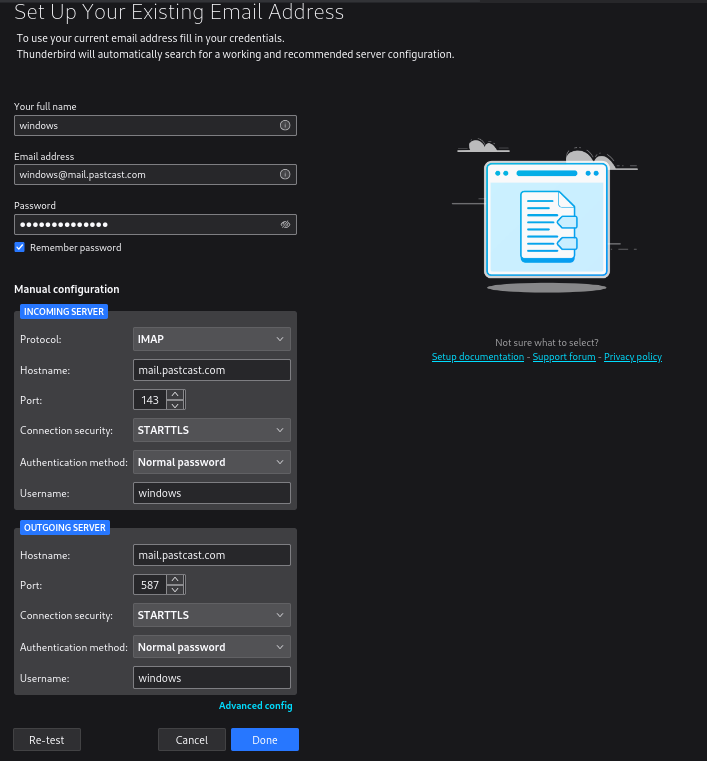 Set Up Your Existing Email Address
To use your current email address fill in your credentials.
Thunderbird will automatically search for a working and recommended server configuration.
Your full name
windows
Email address
windows@mail.pastcast.com
Password
●●●●●●●●●●●●●●
Remember password
Manual configuration
INCOMING SERVER
Protocol: IMAP
Hostname: mail.pastcast.com
Port: 143
Connection security: STARTTLS
Authentication method: Normal password
Username: windows
OUTGOING SERVER
Hostname: mail.pastcast.com
Port: 587
Connection security: STARTTLS
Authentication method: Normal password
Username: windows
Advanced config
Re-test Cancel Done
Not sure what to select?
Setup documentation - Support forum - Privacy policy